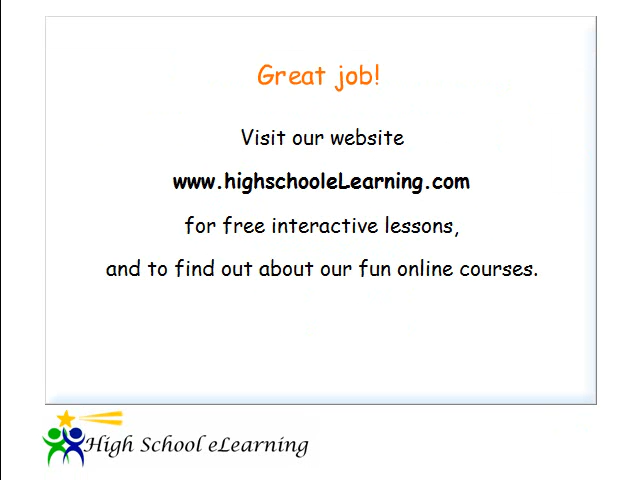 Great job!
Visit our website
www.highschooleLearning.com
for free interactive lessons,
and to find out about our fun online courses.
High School eLearning